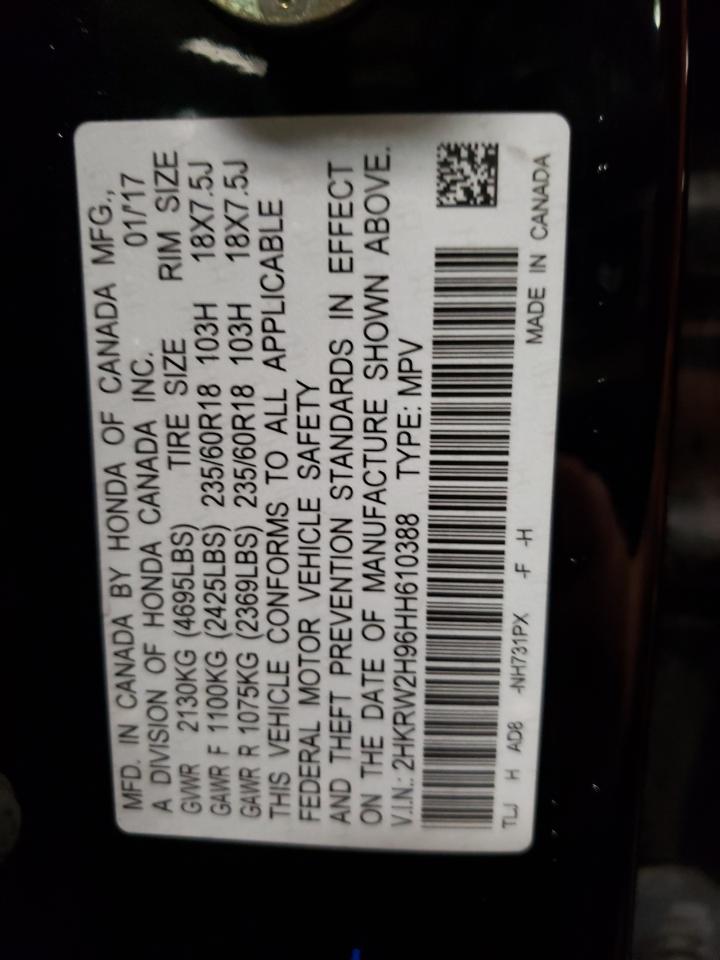 MFD. IN CANADA BY HONDA OF CANADA MFG.,
A DIVISION OF HONDA CANADA INC. 01/'17
GVWR 2130KG (4695LBS) TIRE SIZE RIM SIZE
GAWR F 1100KG (2425LBS) 235/60R18 103H 18X7.5J
GAWR R 1075KG (2369LBS) 235/60R18 103H 18X7.5J
THIS VEHICLE CONFORMS TO ALL APPLICABLE
FEDERAL MOTOR VEHICLE SAFETY
AND THEFT PREVENTION STANDARDS IN EFFECT
ON THE DATE OF MANUFACTURE SHOWN ABOVE.
V.I.N.: 2HKRW2H96HH610388 TYPE: MPV
TLJ H AD8 -NH731PX -F -H MADE IN CANADA